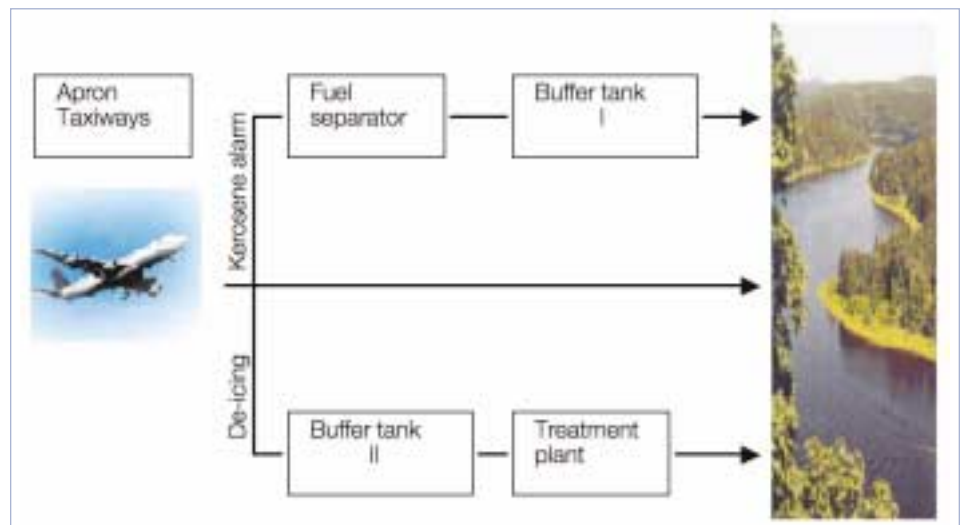 Apron
Taxiways
Fuel
separator
Buffer tank
I
Kerosene alarm
De-icing
Buffer tank
II
Treatment
plant